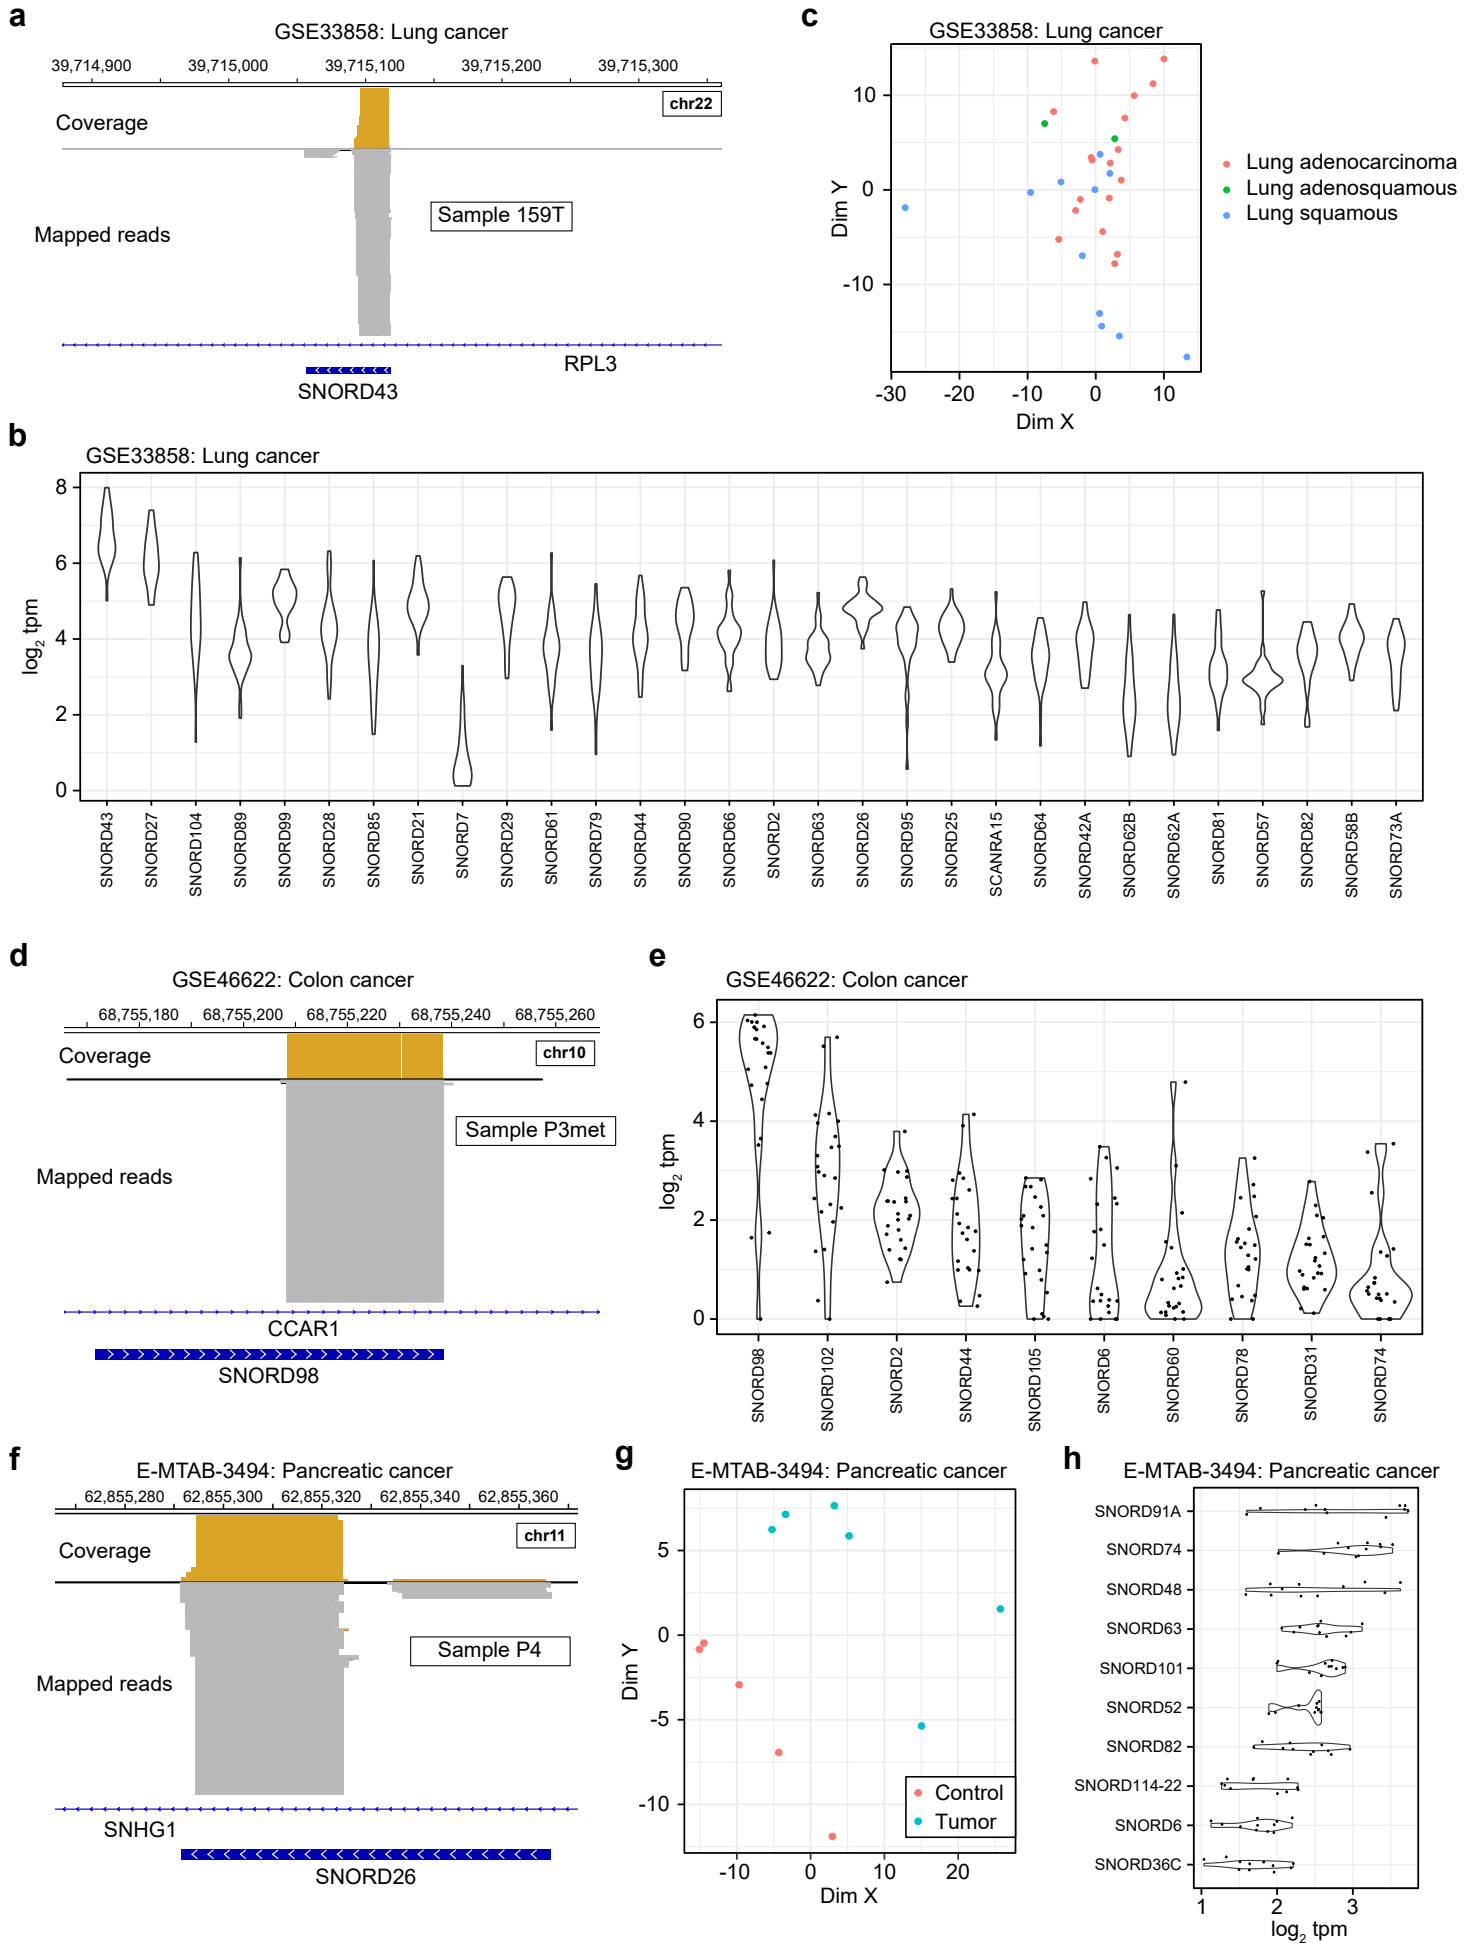 a
GSE33858: Lung cancer
39,714,900 39,715,000 39,715,100 39,715,200 39,715,300
chr22
Coverage
Sample 159T
Mapped reads
RPL3
SNORD43
c
GSE33858: Lung cancer
10
0
-10
Dim Y
-30 -20 -10 0 10
Dim X
Lung adenocarcinoma
Lung adenosquamous
Lung squamous
b
GSE33858: Lung cancer
8
6
4
2
0
log2 tpm
SNORD43
SNORD27
SNORD104
SNORD89
SNORD99
SNORD28
SNORD85
SNORD21
SNORD7
SNORD29
SNORD61
SNORD79
SNORD44
SNORD90
SNORD66
SNORD2
SNORD63
SNORD26
SNORD95
SNORD25
SCANRA15
SNORD64
SNORD42A
SNORD62B
SNORD62A
SNORD81
SNORD57
SNORD82
SNORD58B
SNORD73A
d
GSE46622: Colon cancer
68,755,180 68,755,200 68,755,220 68,755,240 68,755,260
Coverage
chr10
Sample P3met
Mapped reads
CCAR1
SNORD98
e
GSE46622: Colon cancer
6
4
2
0
log2 tpm
SNORD98
SNORD102
SNORD2
SNORD44
SNORD105
SNORD6
SNORD60
SNORD78
SNORD31
SNORD74
f
E-MTAB-3494: Pancreatic cancer
62,855,280 62,855,300 62,855,320 62,855,340 62,855,360
chr11
Coverage
Sample P4
Mapped reads
SNHG1
SNORD26
g
E-MTAB-3494: Pancreatic cancer
5
0
-5
-10
Dim Y
Control
Tumor
-10 0 10 20
Dim X
h
E-MTAB-3494: Pancreatic cancer
SNORD91A
SNORD74
SNORD48
SNORD63
SNORD101
SNORD52
SNORD82
SNORD114-22
SNORD6
SNORD36C
1 2 3
log2 tpm